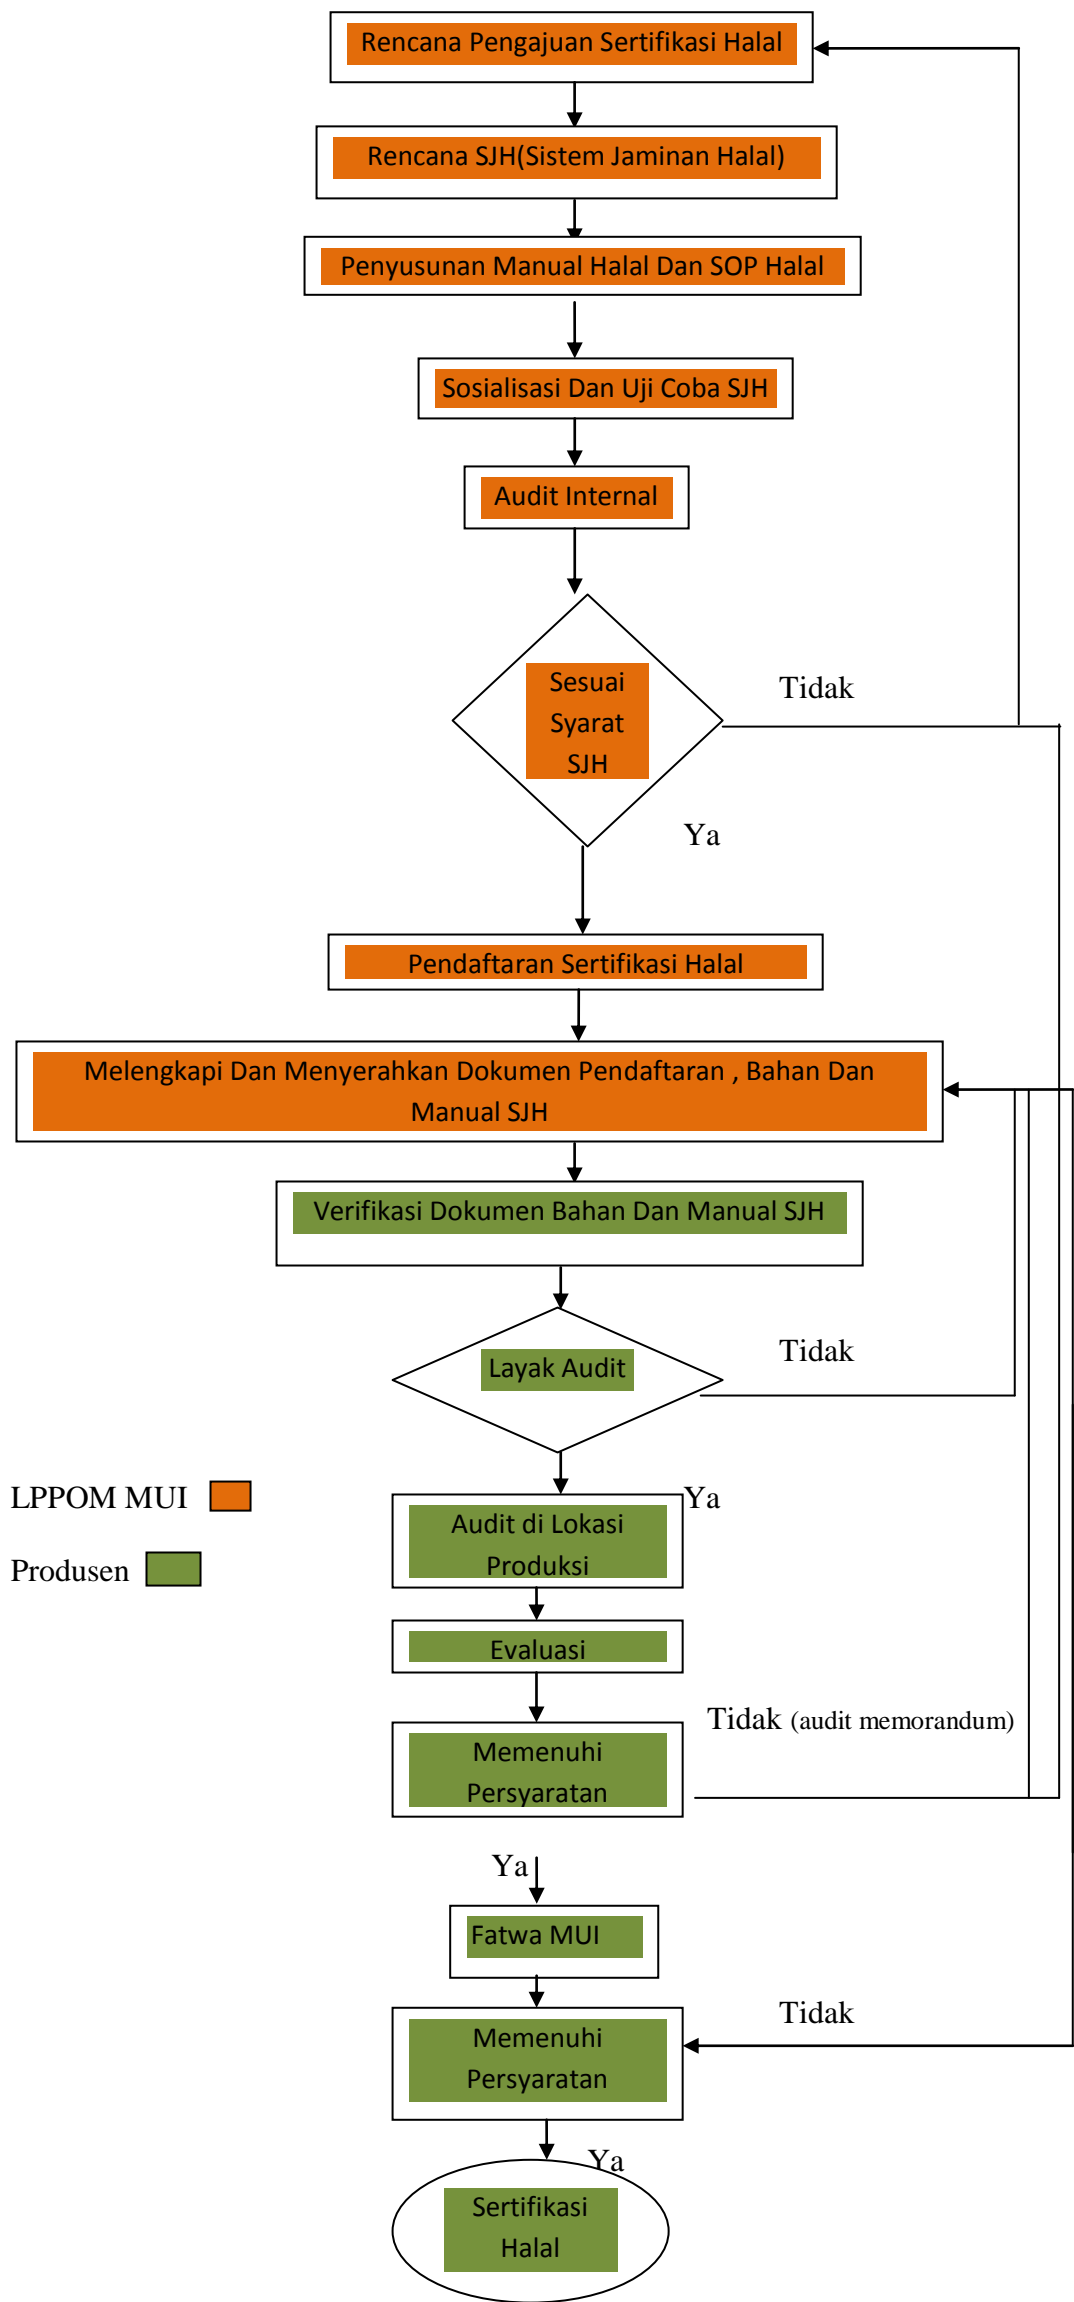 Rencana Pengajuan Sertifikasi Halal
Rencana SJH(Sistem Jaminan Halal)
Penyusunan Manual Halal Dan SOP Halal
Sosialisasi Dan Uji Coba SJH
Audit Internal
Sesuai
Syarat
SJH
Tidak
Ya
Pendaftaran Sertifikasi Halal
Melengkapi Dan Menyerahkan Dokumen Pendaftaran , Bahan Dan
Manual SJH
Verifikasi Dokumen Bahan Dan Manual SJH
Layak Audit
Tidak
LPPOM MUI
Ya
Audit di Lokasi
Produksi
Produsen
Evaluasi
Tidak (audit memorandum)
Memenuhi
Persyaratan
Ya
Fatwa MUI
Tidak
Memenuhi
Persyaratan
Ya
Sertifikasi
Halal